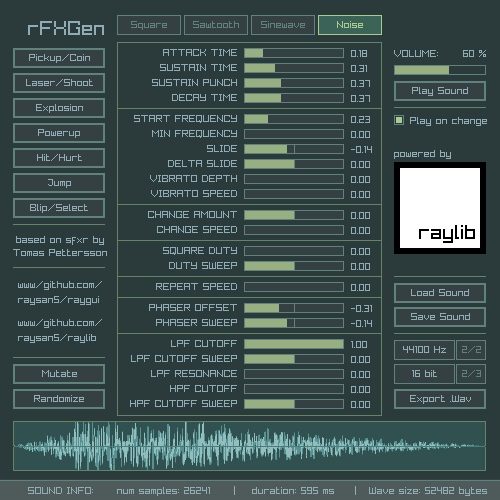 rFXGen
Square
Sawtooth
Sinewave
Noise
Pickup/Coin
Laser/Shoot
Explosion
Powerup
Hit/Hurt
Jump
Blip/Select
based on sfxr by
Tomas Pettersson
www/github.com/
raysan5/raygui
www/github.com/
raysan5/raylib
Mutate
Randomize
ATTACK TIME 0.18
SUSTAIN TIME 0.31
SUSTAIN PUNCH 0.37
DECAY TIME 0.37
START FREQUENCY 0.23
MIN FREQUENCY 0.00
SLIDE -0.14
DELTA SLIDE 0.00
VIBRATO DEPTH 0.00
VIBRATO SPEED 0.00
CHANGE AMOUNT 0.00
CHANGE SPEED 0.00
SQUARE DUTY 0.00
DUTY SWEEP 0.00
REPEAT SPEED 0.00
PHASER OFFSET -0.31
PHASER SWEEP -0.14
LPF CUTOFF 1.00
LPF CUTOFF SWEEP 0.00
LPF RESONANCE 0.00
HPF CUTOFF 0.00
HPF CUTOFF SWEEP 0.00
VOLUME: 60 %
Play Sound
Play on change
powered by
raylib
Load Sound
Save Sound
44100 Hz 2/2
16 bit 2/3
Export .Wav
SOUND INFO: num samples: 26241 | duration: 595 ms | Wave size: 52482 bytes